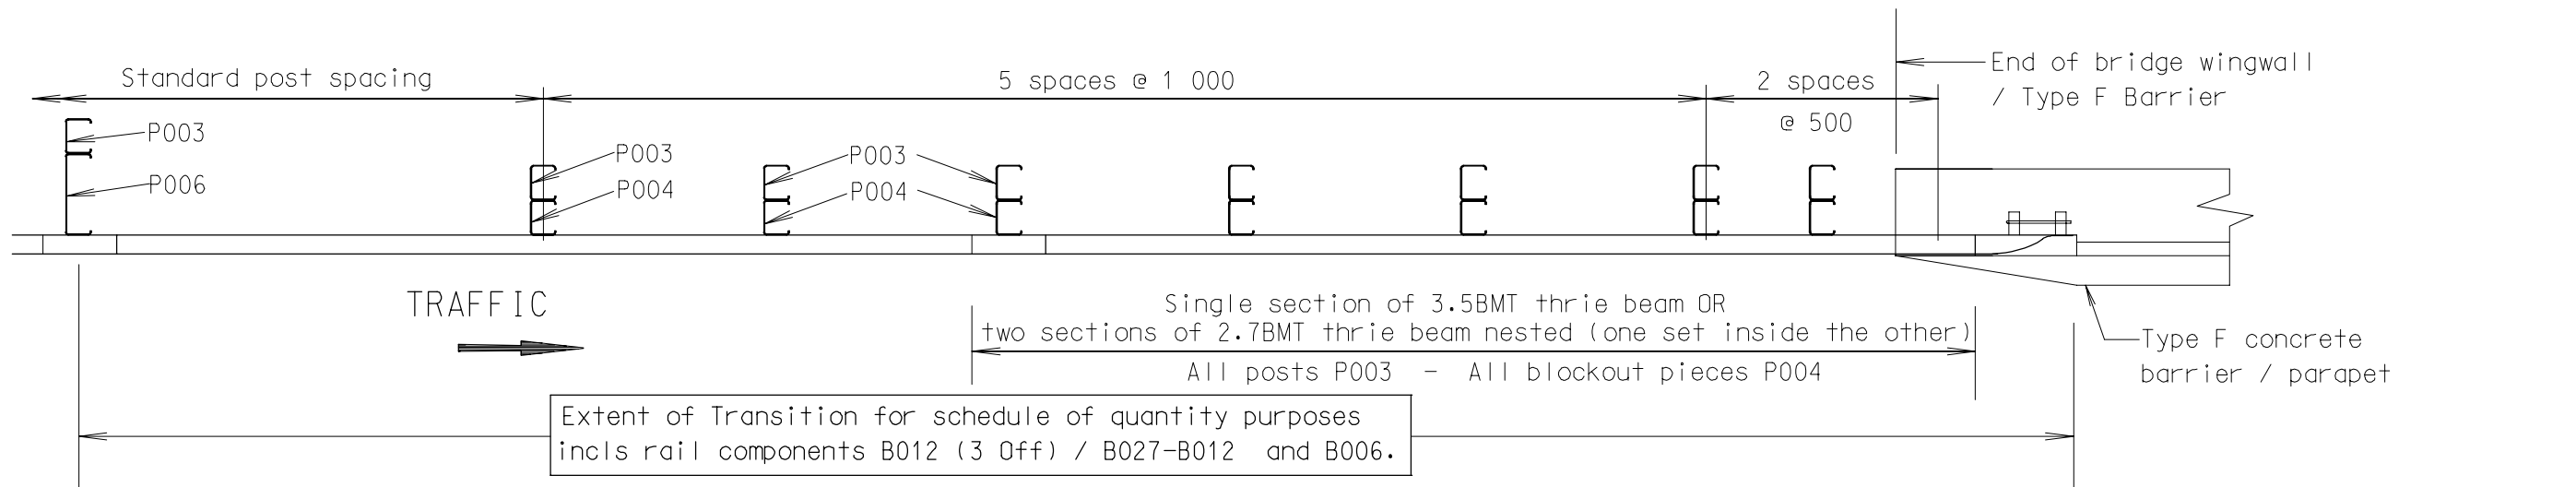 Standard post spacing
5 spaces @ 1 000
2 spaces
@ 500
End of bridge wingwall
/ Type F Barrier
P003
P006
P003
P004
P003
P004
TRAFFIC
Single section of 3.5BMT thrie beam OR
two sections of 2.7BMT thrie beam nested (one set inside the other)
All posts P003 - All blockout pieces P004
Type F concrete
barrier / parapet
Extent of Transition for schedule of quantity purposes
incls rail components B012 (3 Off) / B027-B012 and B006.